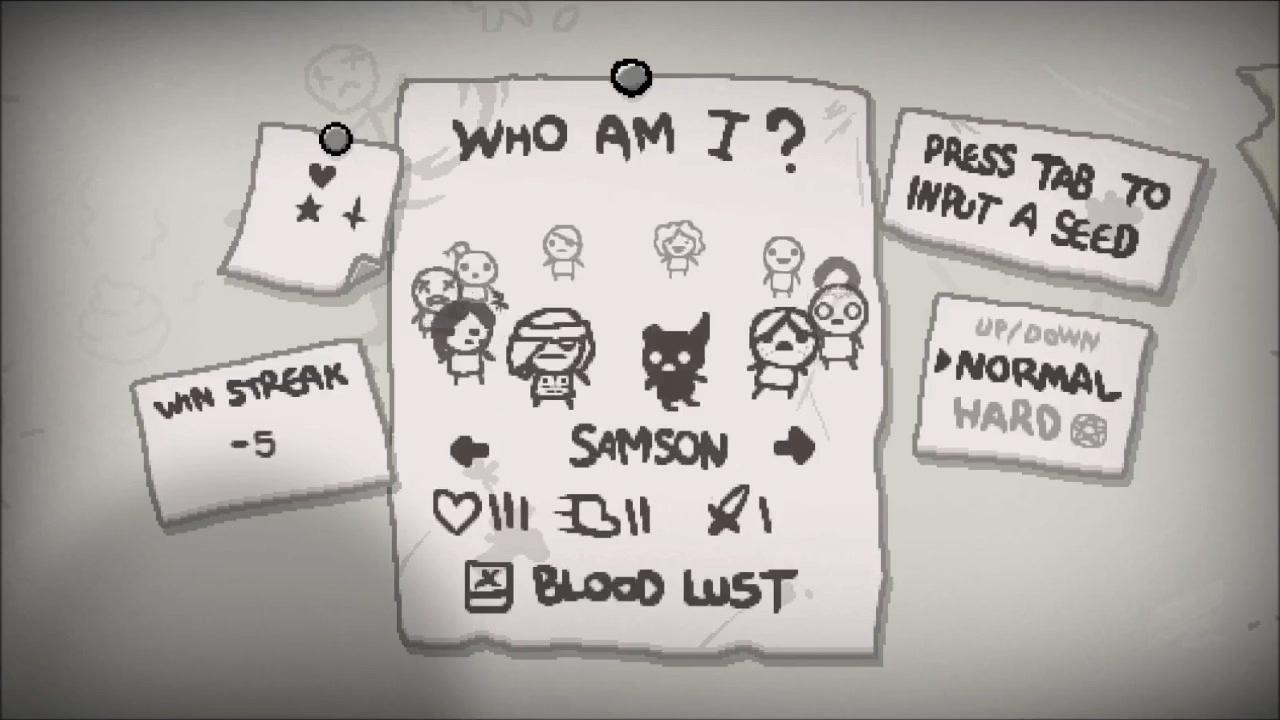 WHO AM I?
PRESS TAB TO
INPUT A SEED
WIN STREAK
-5
UP/DOWN
NORMAL
HARD
SAMSON
BLOOD LUST